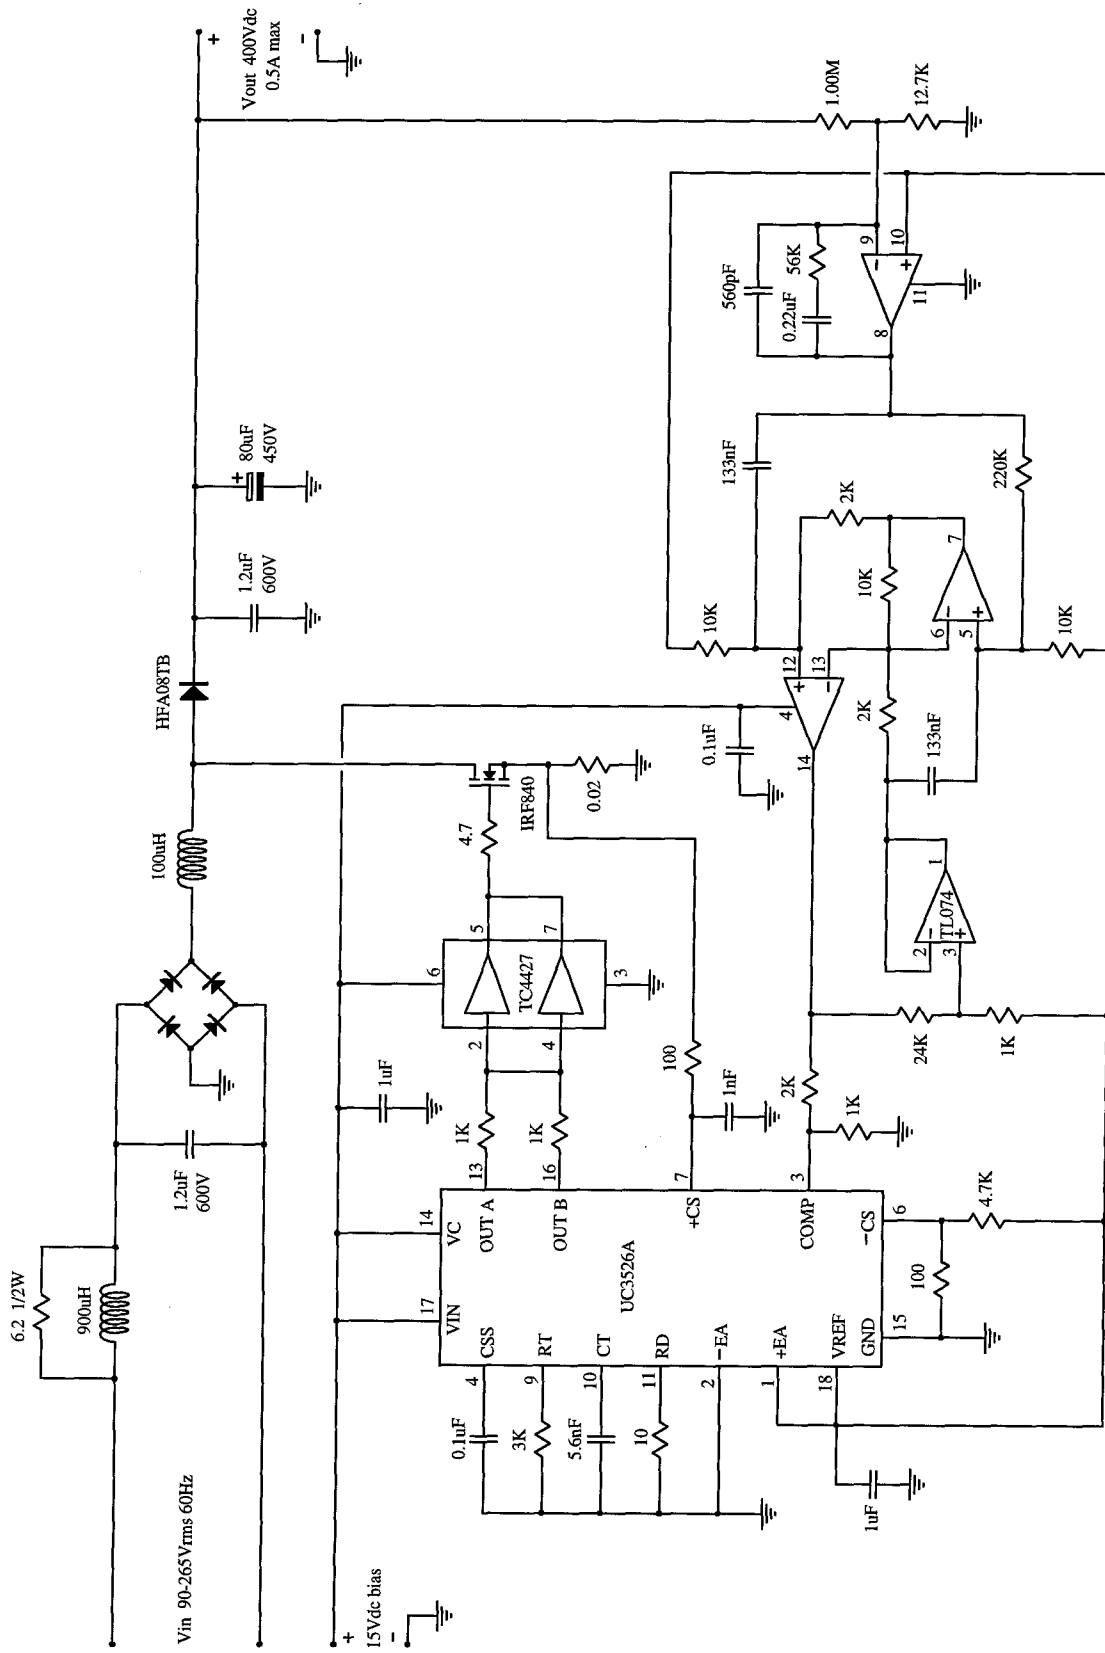 Vin 90-265Vrms 60Hz
6.2 1/2W
900uH
1.2uF
600V
100uH
HFA08TB
1.2uF
600V
+
80uF
450V
+
Vout 400Vdc
0.5A max
-
+
15Vdc bias
-
1uF
17
VIN
14
VC
4
CSS
0.1uF
9
RT
3K
10
CT
5.6nF
11
RD
10
2
-EA
1
+EA
18
VREF
1uF
GND
15
100
UC3526A
OUT A
13
1K
OUT B
16
1K
+CS
7
1nF
100
COMP
3
2K
1K
-CS
6
4.7K
6
2
5
4
7
TC4427
3
4.7
IRF840
0.02
0.1uF
4
14
12
+
13
-
10K
133nF
2K
10K
2K
133nF
24K
1K
2
-
3
+
TL074
1
6
-
5
+
7
10K
220K
560pF
56K
0.22uF
9
-
10
+
11
8
1.00M
12.7K